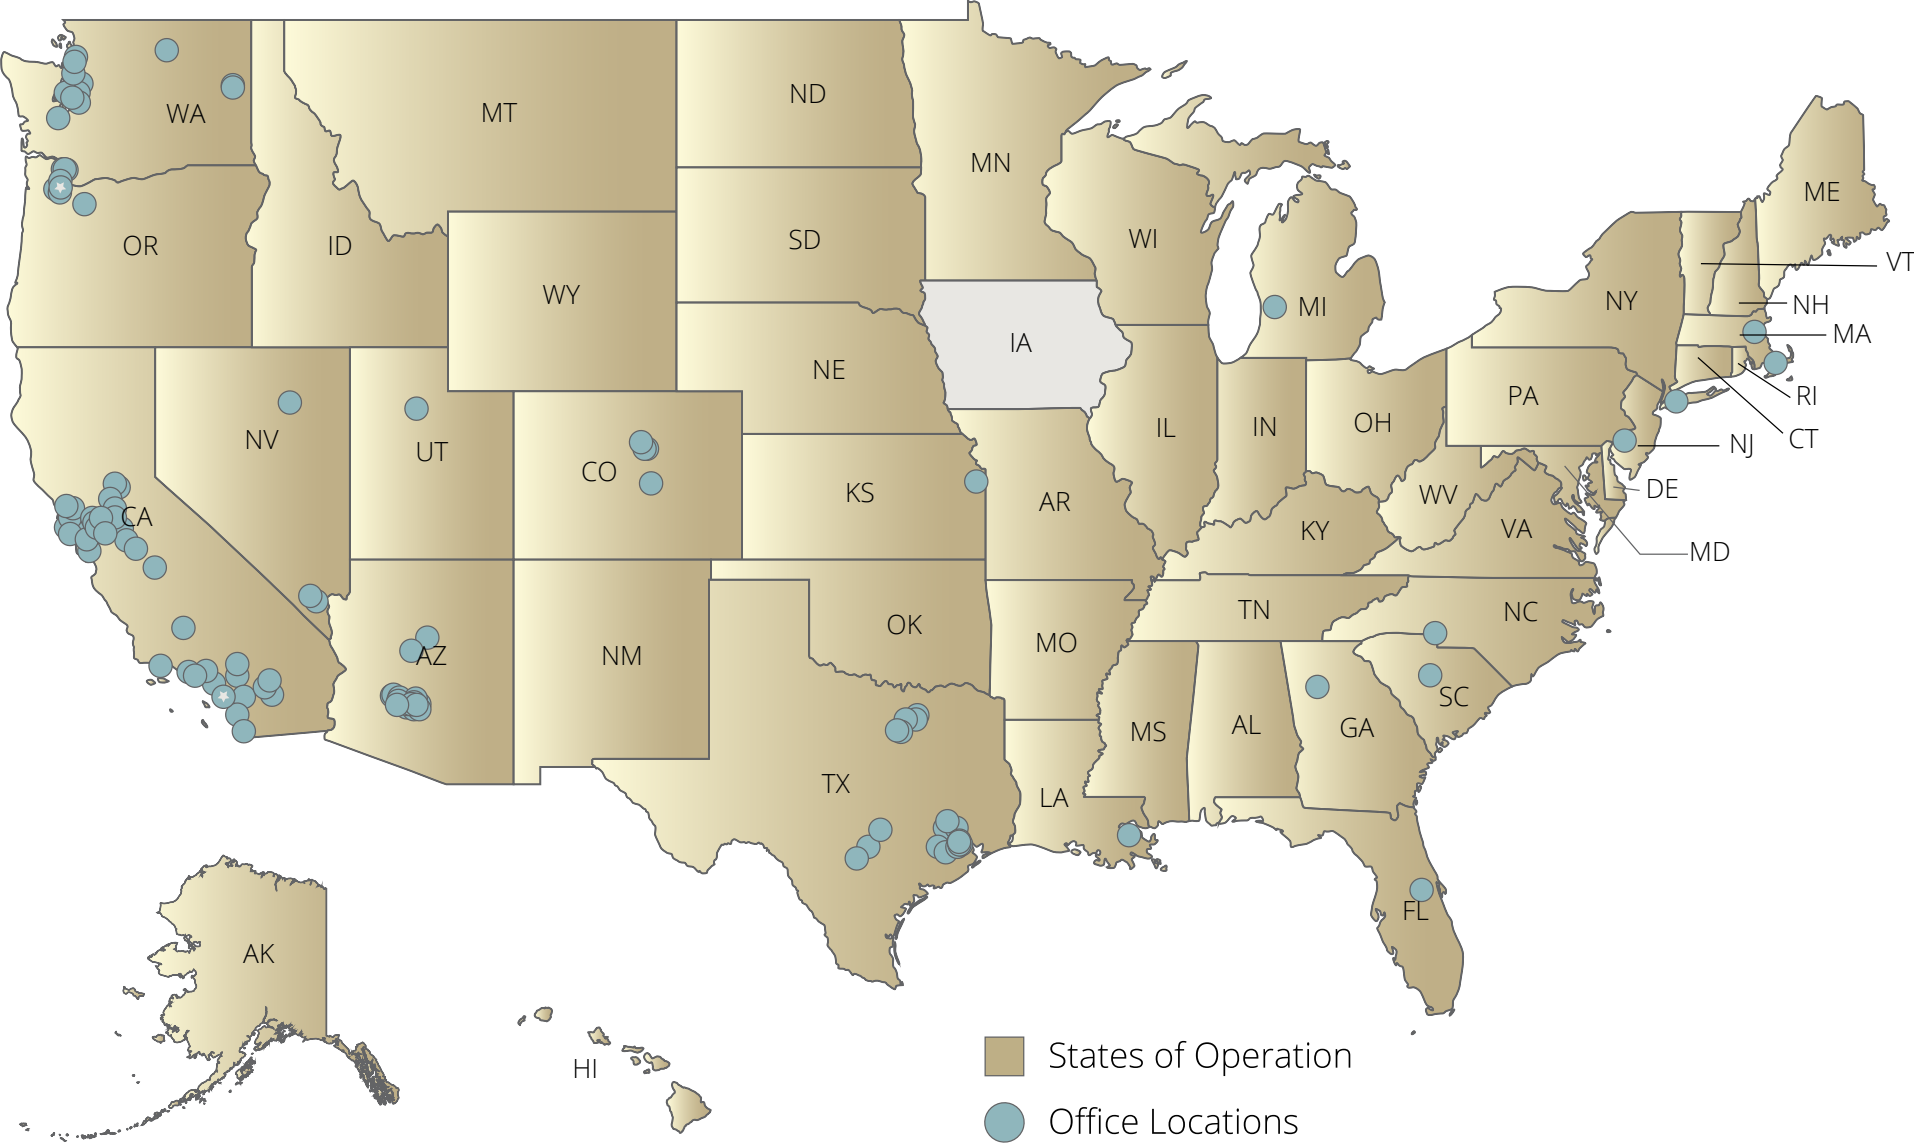 WA
MT
ND
MN
ME
OR
ID
SD
WI
WY
NY
VT
MI
NH
MA
IA
NE
PA
RI
NV
UT
CO
KS
IL
IN
OH
CT
NJ
AR
WV
DE
CA
KY
VA
MD
AZ
NM
OK
MO
TN
NC
SC
TX
LA
MS
AL
GA
FL
AK
HI
States of Operation
Office Locations